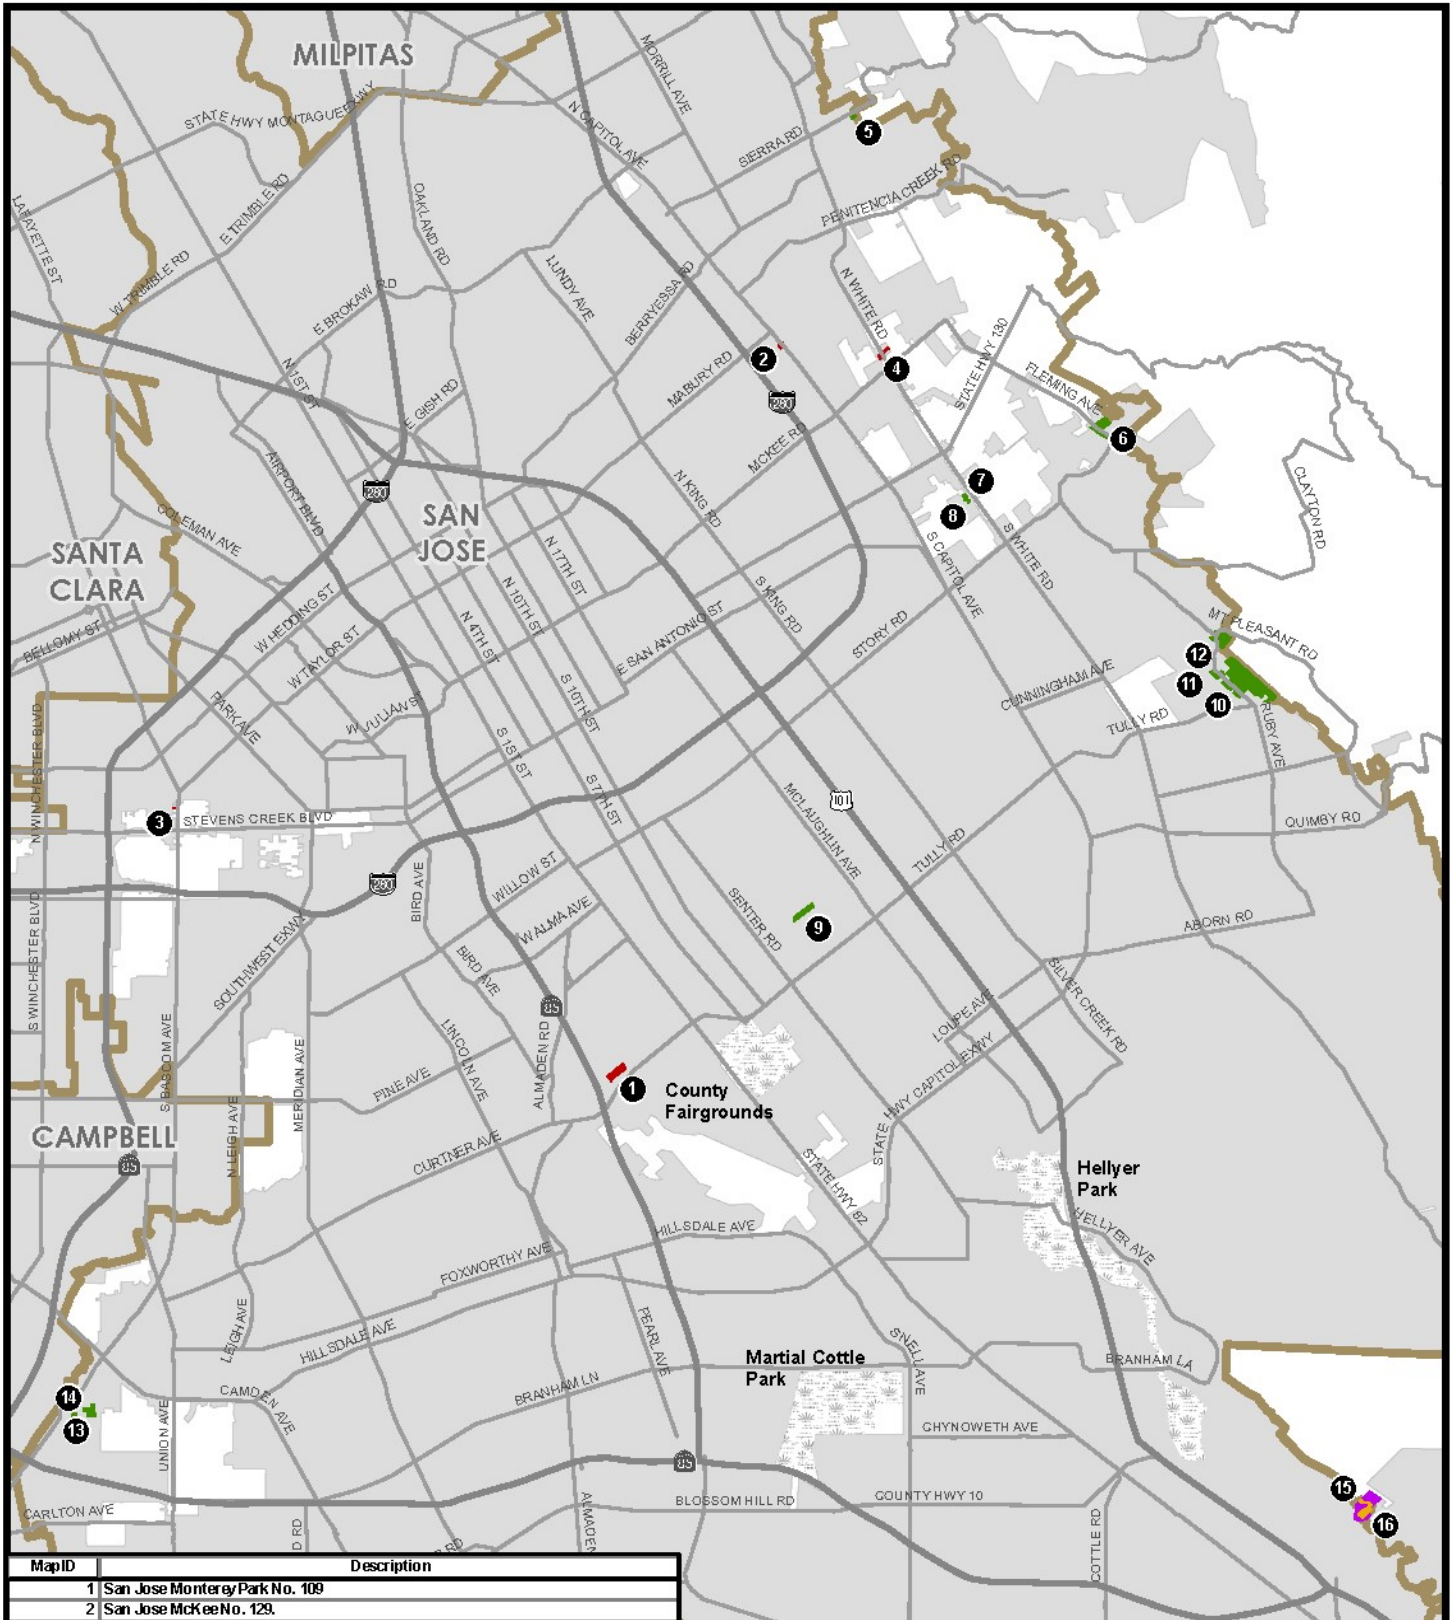 MILPITAS
MORRILL AVE
STATE HWY MONTAGUE EXWY
N CAPITOL AVE
5
SIERRA RD
PENITENCIA CREEK RD
LAFAYETTE ST
E TRIMBLE RD
OAKLAND RD
W TRIMBLE RD
LUNDY AVE
BERRYESSA RD
N WHITE RD
E BROKAW RD
STATE HWY 130
N 1ST ST
MABURY RD
2
4
FLEMING AVE
E GISH RD
280
6
MCKEE RD
AIRPORT BLVD
N KING RD
7
CLAYTON RD
280
8
COLEMAN AVE
SAN
JOSE
SANTA
CLARA
N 17TH ST
S CAPITOL AVE
S WHITE RD
N 10TH ST
W HEDDING ST
S KING RD
BELLOMY ST
N 4TH ST
E SAN ANTONIO ST
STORY RD
W TAYLOR ST
MT PLEASANT RD
12
11
10
CUNNINGHAM AVE
PARK AVE
W JULIAN ST
S 10TH ST
TULLY RD
RUBY AVE
N WINCHESTER BLVD
S 1ST ST
S 7TH ST
MCLAUGHLIN AVE
101
3
STEVENS CREEK BLVD
QUIMBY RD
TULLY RD
280
BIRD AVE
WILLOW ST
SENTER RD
9
ABORN RD
W ALMA AVE
S WINCHESTER BLVD
SOUTHWEST EXWY
BIRD AVE
SILVER CREEK RD
85
LOUPE AVE
S BASCOM AVE
LINCOLN AVE
ALMADEN RD
MERIDIAN AVE
PINE AVE
1
County
Fairgrounds
STATE HWY CAPITOL EXWY
CAMPBELL
N LEIGH AVE
CURTNER AVE
85
STATE HWY 82
Hellyer
Park
HILLSDALE AVE
HELLYER AVE
FOXWORTHY AVE
LEIGH AVE
HILLSDALE AVE
PEARL AVE
SNELL AVE
Martial Cottle
Park
BRANHAM LA
14
13
CAMDEN AVE
BRANHAM LN
UNION AVE
CHYNOWETH AVE
85
15
16
CARLTON AVE
BLOSSOM HILL RD
COUNTY HWY 10
D RD
RD
ALMADEN
COTTLE RD
MapID Description
1 San Jose Monterey Park No. 109
2 San Jose McKee No. 129.